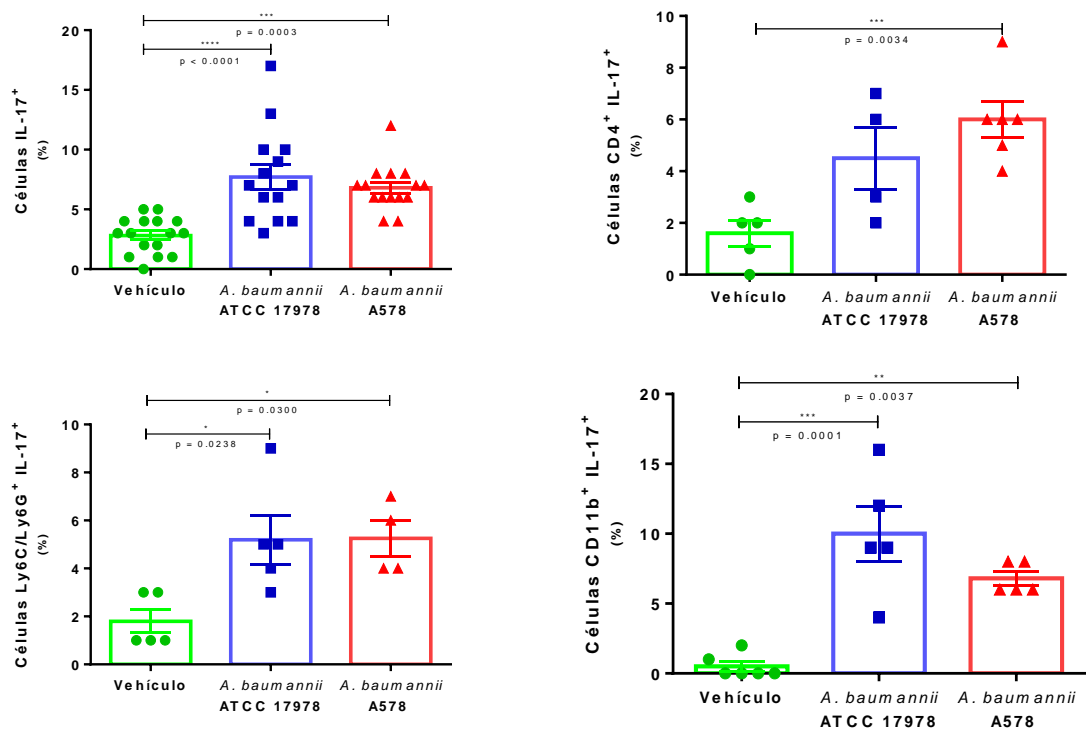 ***
p = 0.0003
****
p < 0.0001
20
15
10
5
0
Células IL-17+
(%)
Vehículo
A. baumannii
ATCC 17978
A. baumannii
A578
***
p = 0.0034
10
8
6
4
2
0
Células CD4+ IL-17+
(%)
Vehículo
A. baumannii
ATCC 17978
A. baumannii
A578
*
p = 0.0300
*
p = 0.0238
10
8
6
4
2
0
Células Ly6C/Ly6G+ IL-17+
(%)
Vehículo
A. baumannii
ATCC 17978
A. baumannii
A578
**
p = 0.0037
***
p = 0.0001
20
15
10
5
0
Células CD11b+ IL-17+
(%)
Vehículo
A. baumannii
ATCC 17978
A. baumannii
A578